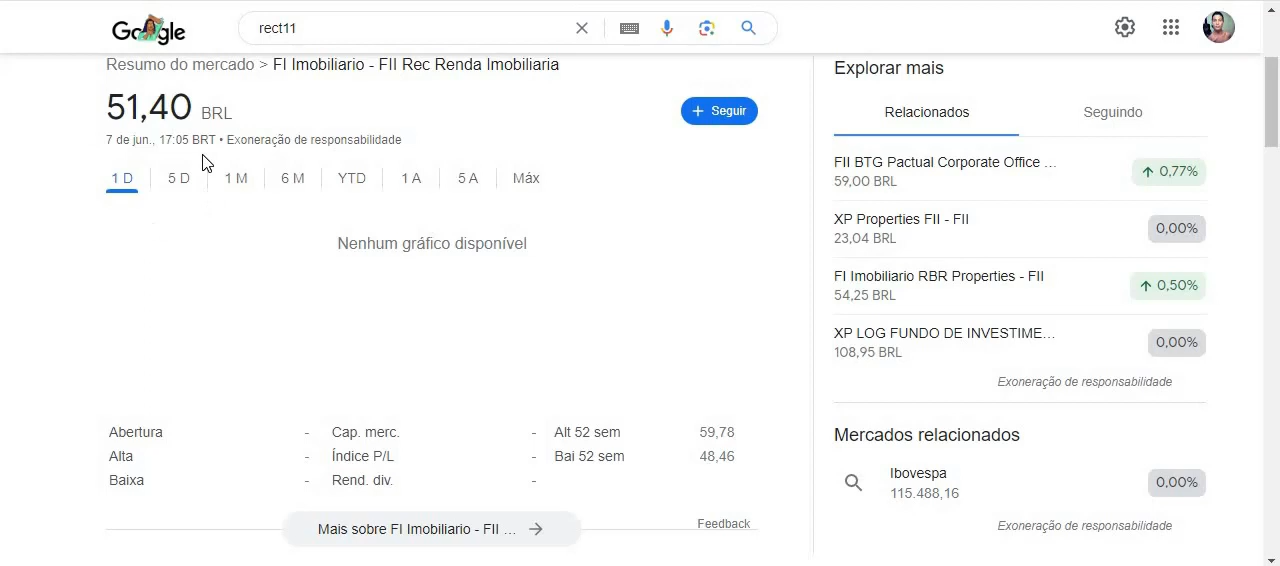 Google
rect11
Resumo do mercado > FI Imobiliario - FII Rec Renda Imobiliaria
51,40 BRL
+ Seguir
7 de jun., 17:05 BRT • Exoneração de responsabilidade
1 D 5 D 1 M 6 M YTD 1 A 5 A Máx
Nenhum gráfico disponível
Abertura - Cap. merc. - Alt 52 sem 59,78
Alta - Índice P/L - Bai 52 sem 48,46
Baixa - Rend. div. -
Mais sobre FI Imobiliario - FII ... →
Feedback
Explorar mais
Relacionados Seguindo
FII BTG Pactual Corporate Office ...
59,00 BRL
↑ 0,77%
XP Properties FII - FII
23,04 BRL
0,00%
FI Imobiliario RBR Properties - FII
54,25 BRL
↑ 0,50%
XP LOG FUNDO DE INVESTIME...
108,95 BRL
0,00%
Exoneração de responsabilidade
Mercados relacionados
Ibovespa
115.488,16
0,00%
Exoneração de responsabilidade